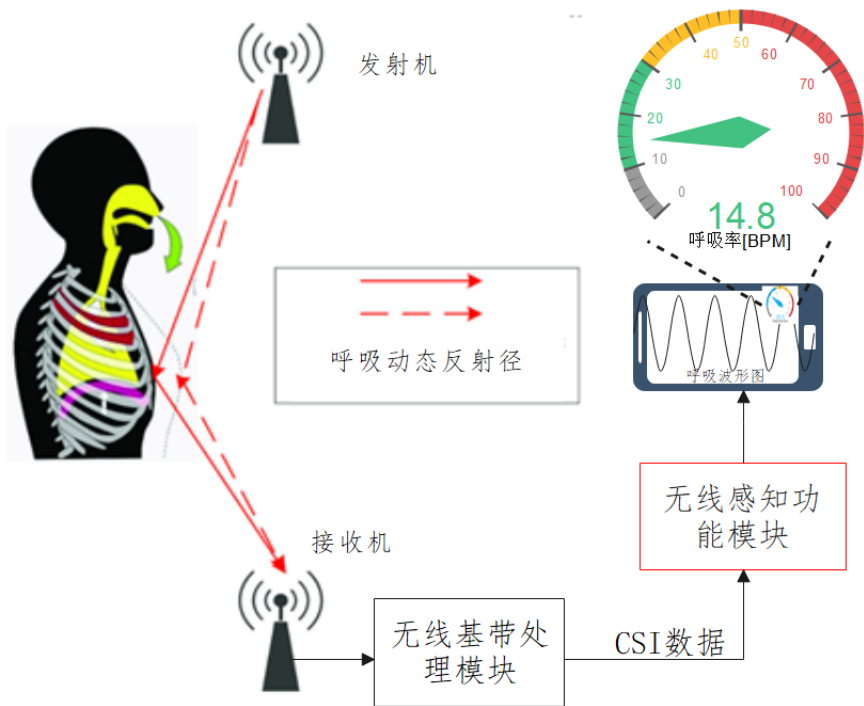 发射机
50
40
60
30
70
20
80
10
90
0
100
14.8
呼吸率[BPM]
呼吸动态反射径
呼吸波形图
接收机
无线感知功
能模块
无线基带处
理模块
CSI数据